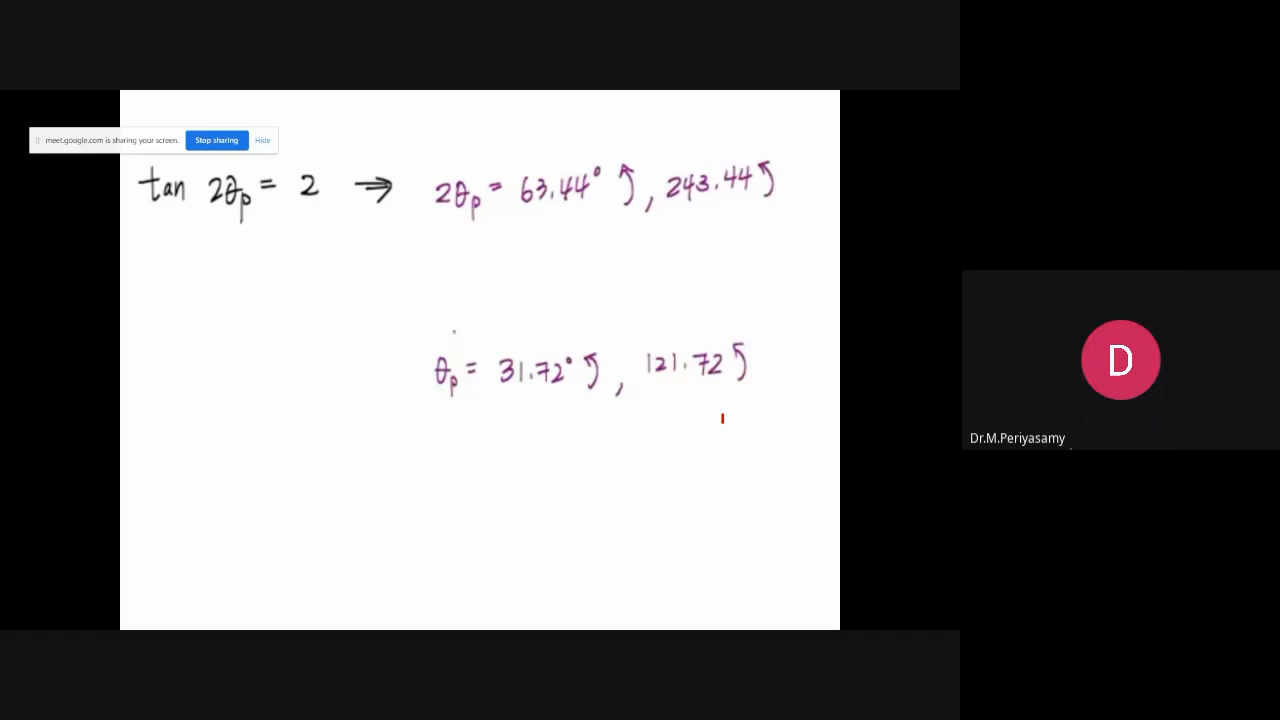 meet.google.com is sharing your screen. Stop sharing Hide
tan 2θp = 2 ⇒ 2θp = 63.44° ↺, 243.44 ↺
θp = 31.72° ↺, 121.72 ↺
D
Dr.M.Periyasamy